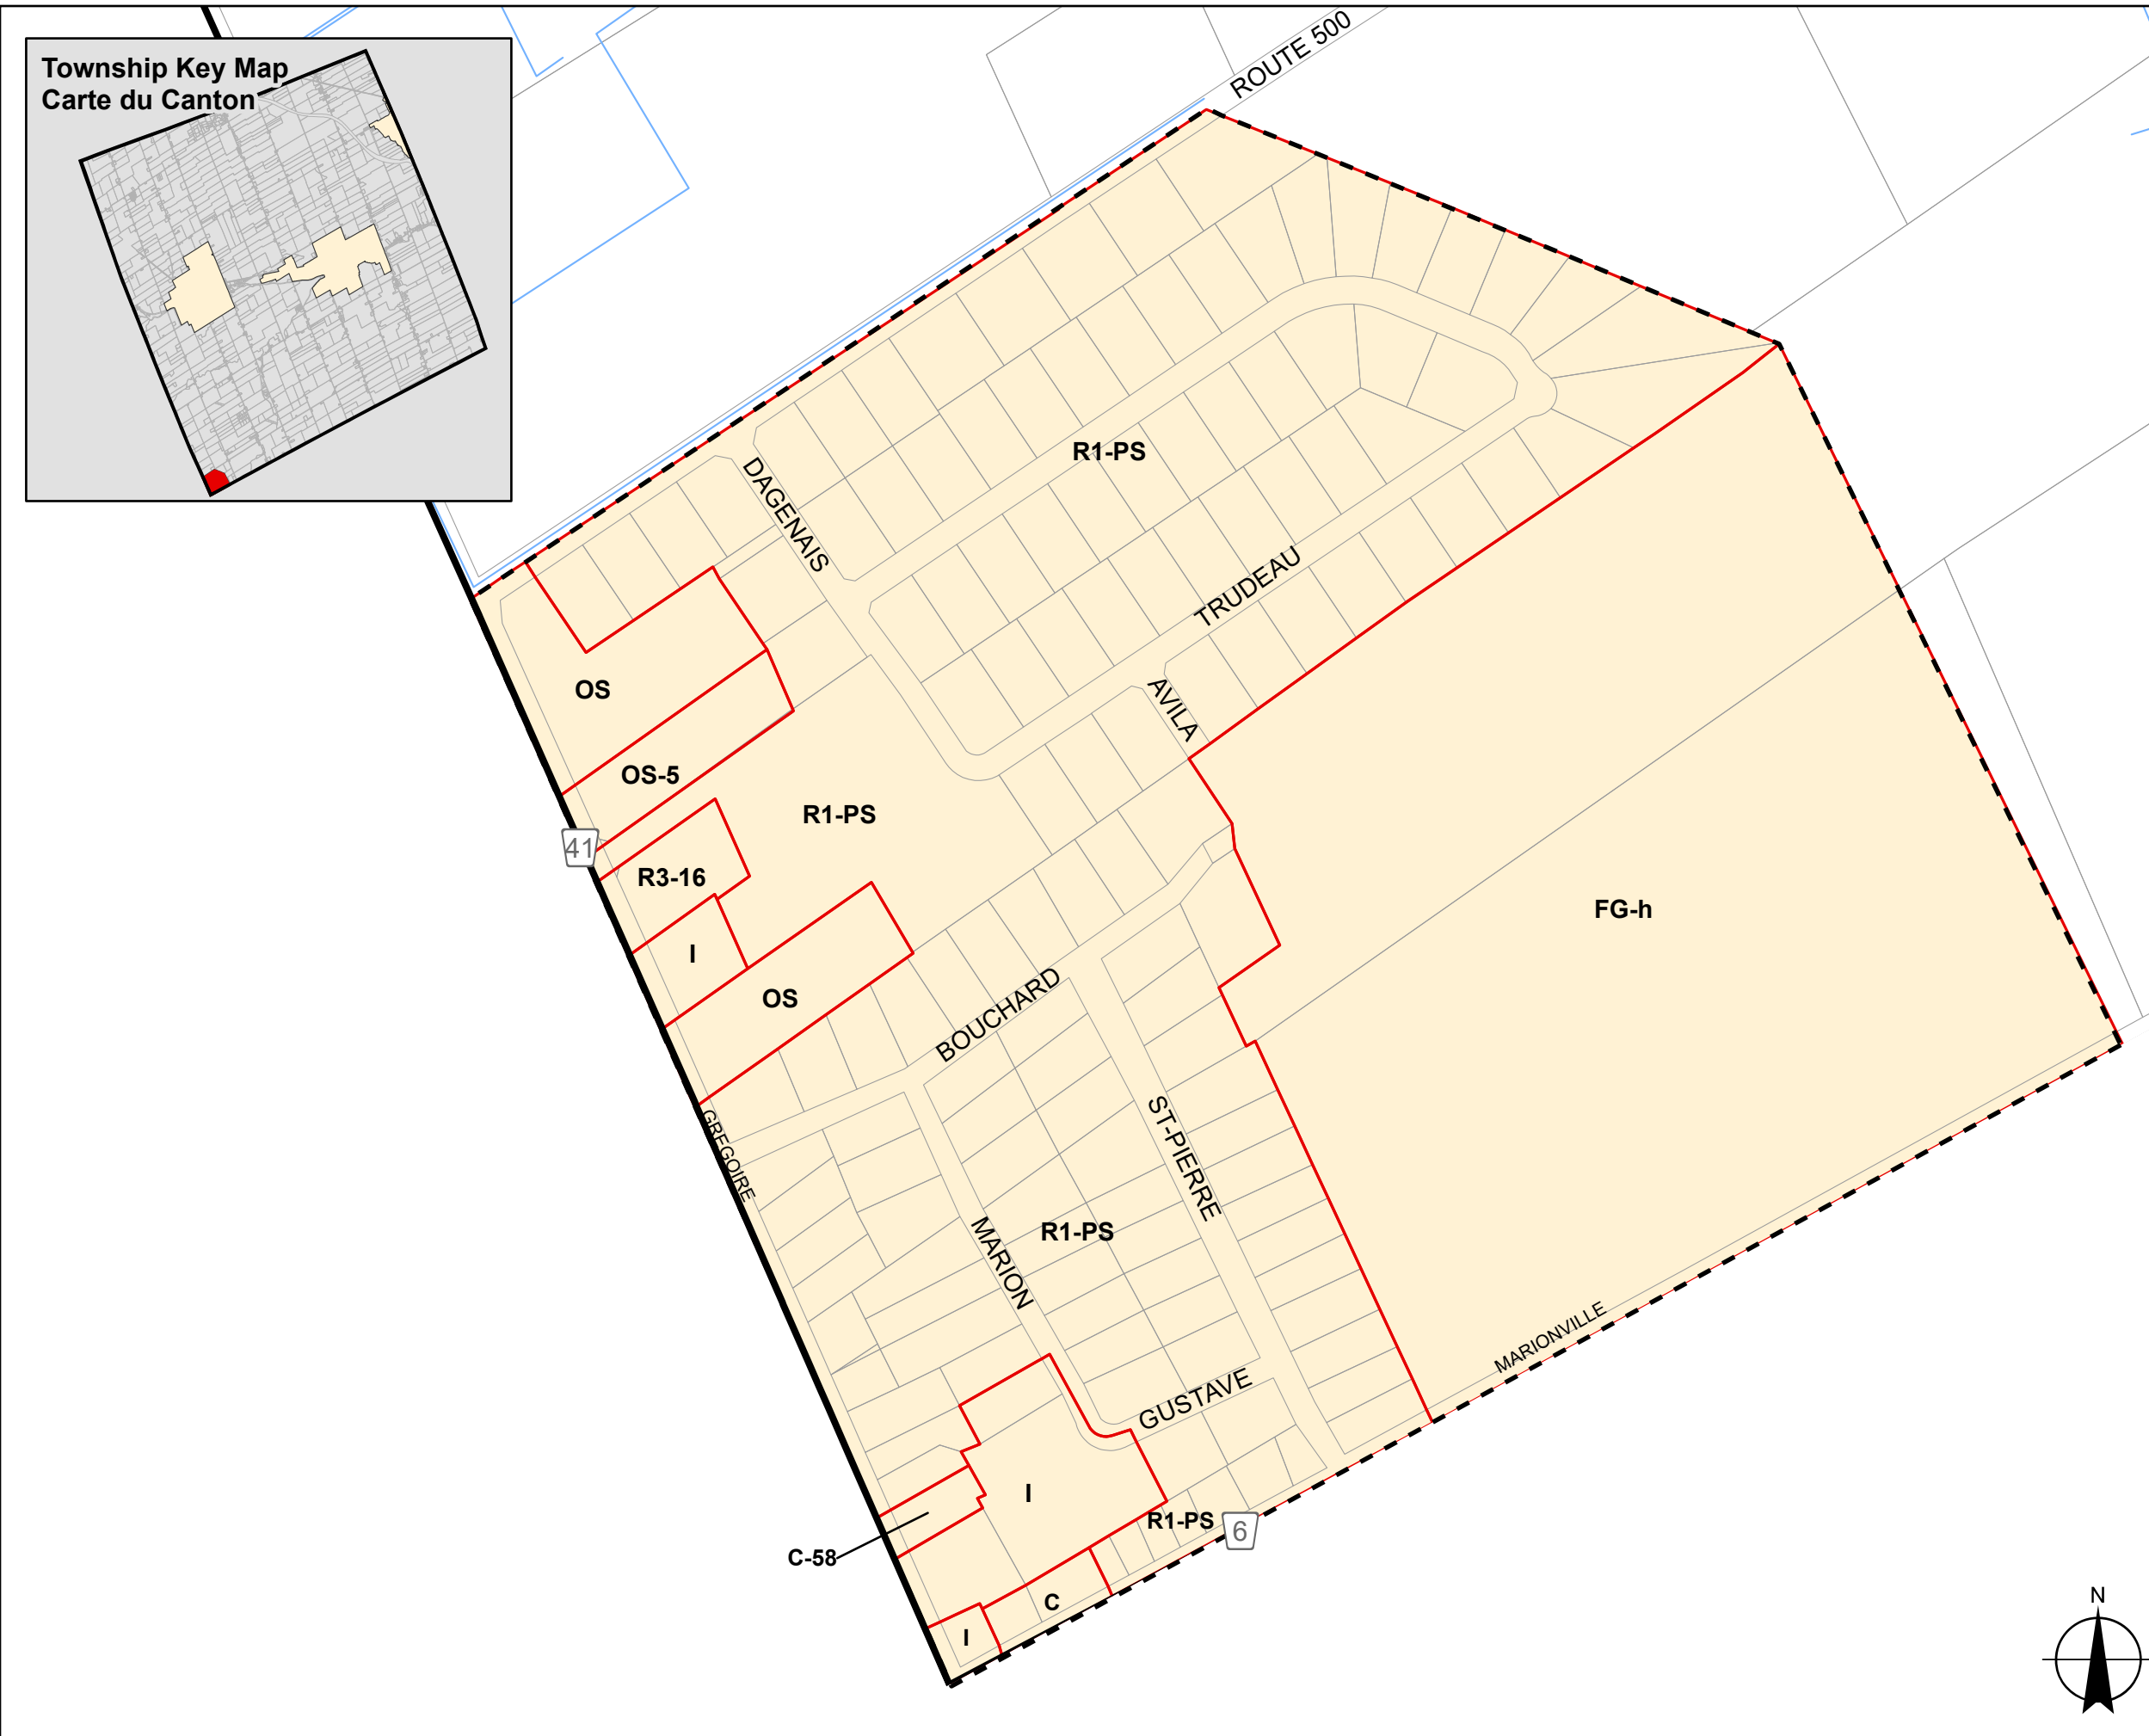 Township Key Map
Carte du Canton
ROUTE 500
R1-PS
DAGENAIS
TRUDEAU
OS
AVILA
OS-5
R1-PS
41
R3-16
FG-h
I
OS
BOUCHARD
GREGOIRE
ST-PIERRE
R1-PS
MARION
MARIONVILLE
GUSTAVE
I
R1-PS
6
C-58
C
I
N